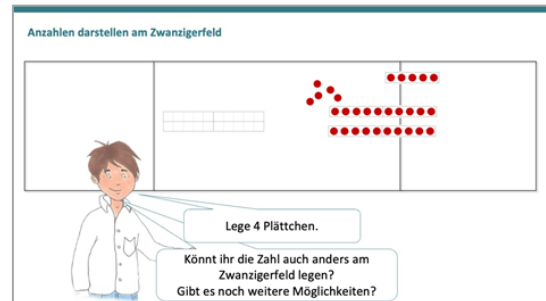 Anzahlen darstellen am Zwanzigerfeld
Lege 4 Plättchen.
Könnt ihr die Zahl auch anders am
Zwanzigerfeld legen?
Gibt es noch weitere Möglichkeiten?